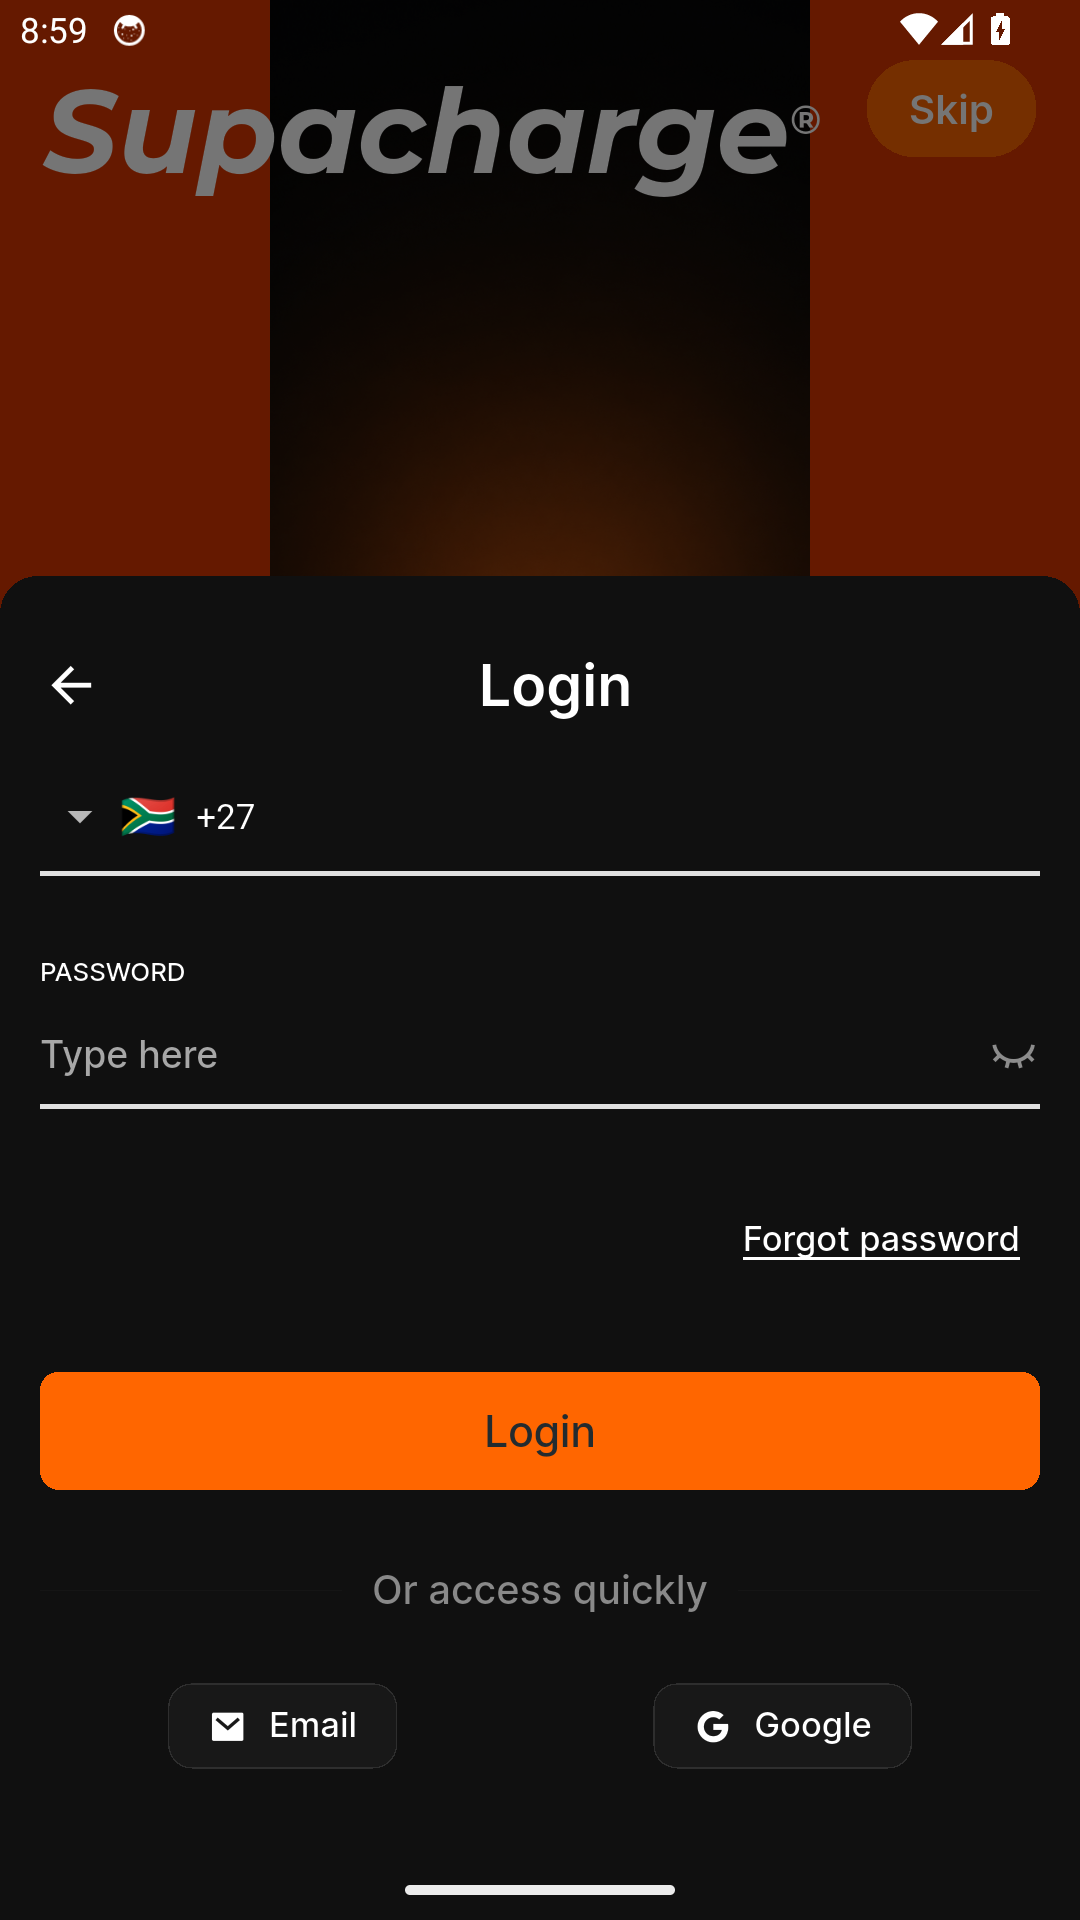 8:59
Supacharge®
Skip
Login
+27
PASSWORD
Type here
Forgot password
Login
Or access quickly
Email
Google